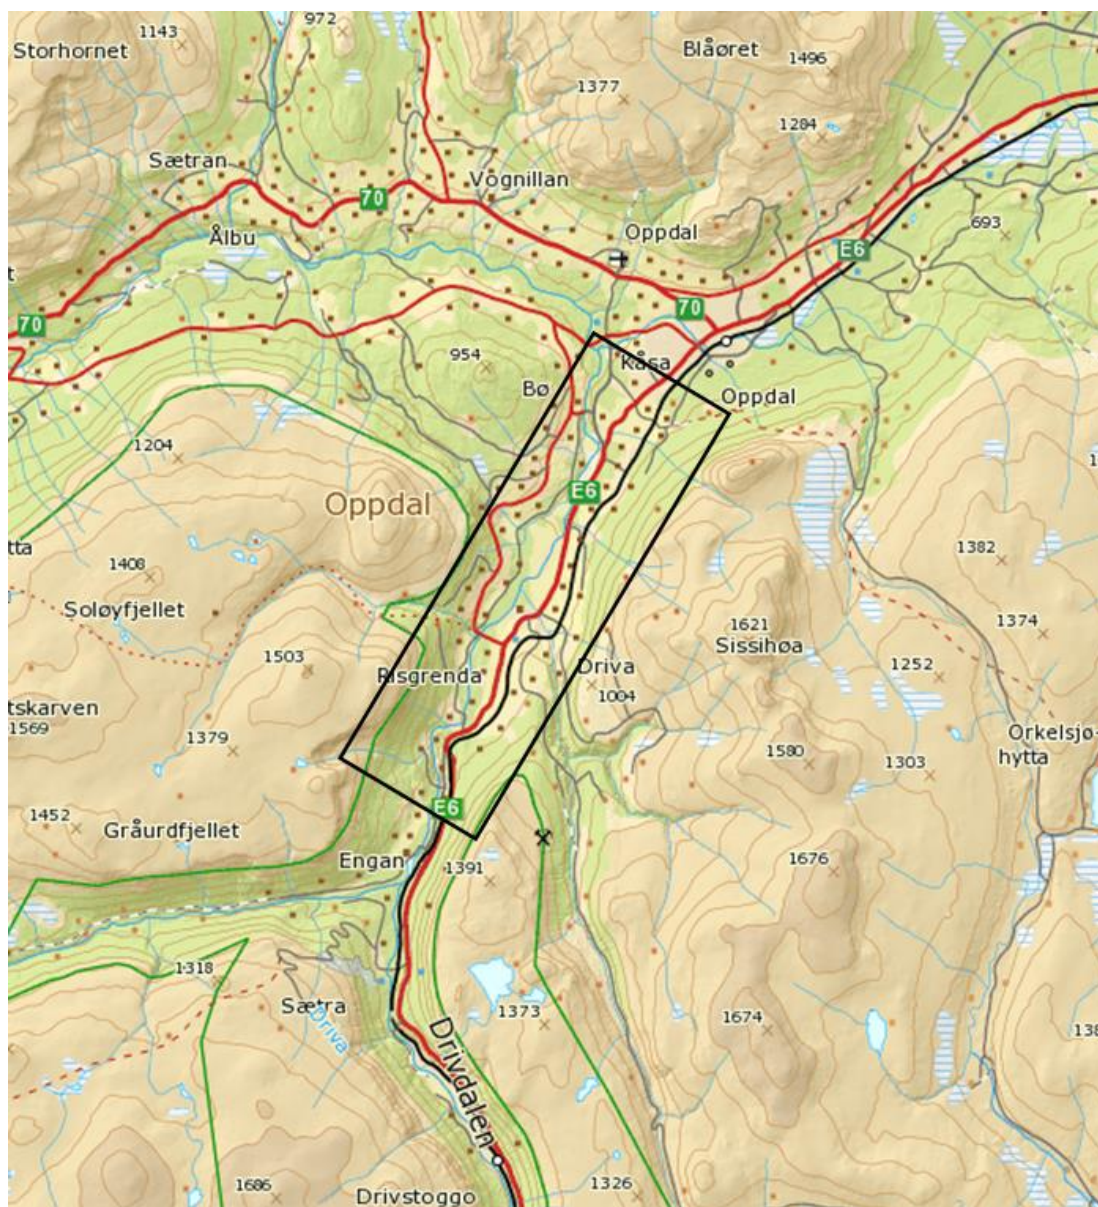 972
1143
Storhornet
Blåøret
1496
1377
1284
Sætran
Vognillan
70
693
Ålbu
Oppdal
E6
t
70
70
954
Kåsa
Bø
Oppdal
1204
1
E6
Oppdal
tta
1382
1408
Soløyfjellet
1621
1374
Sissihøa
1503
1252
Risgrenda
Driva
1004
tskarven
1569
1379
Orkelsjø-
hytta
1580
1303
E6
1452
Gråurdfjellet
Engan
1391
1676
1318
Sætra
1373
1674
Driva
138
Drivdalen
1686
1326
Drivstoggo